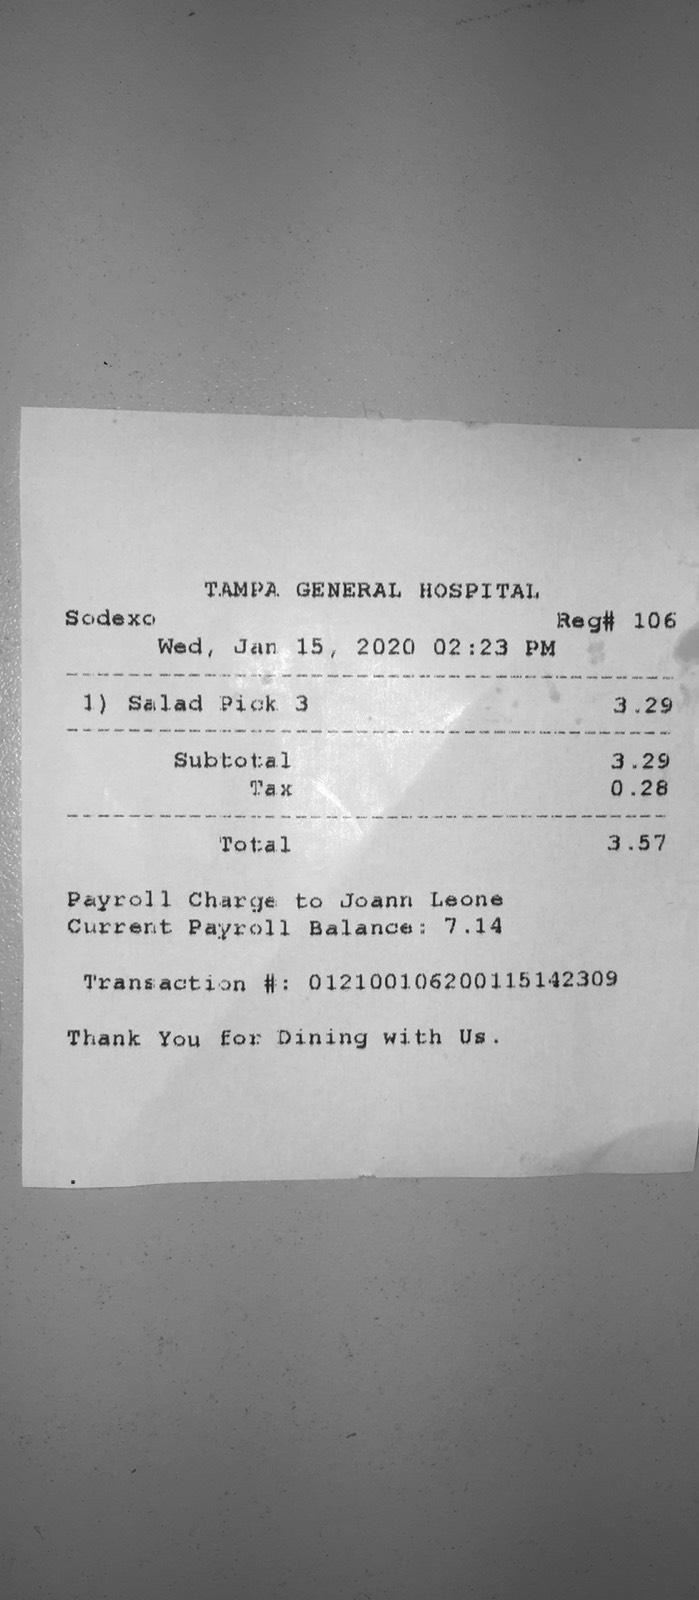 TAMPA GENERAL HOSPITAL
Sodexo Reg# 106
Wed, Jan 15, 2020 02:23 PM
1) Salad Pick 3 3.29
Subtotal 3.29
Tax 0.28
Total 3.57
Payroll Charge to Joann Leone
Current Payroll Balance: 7.14
Transaction #: 012100106200115142309
Thank You for Dining with Us.